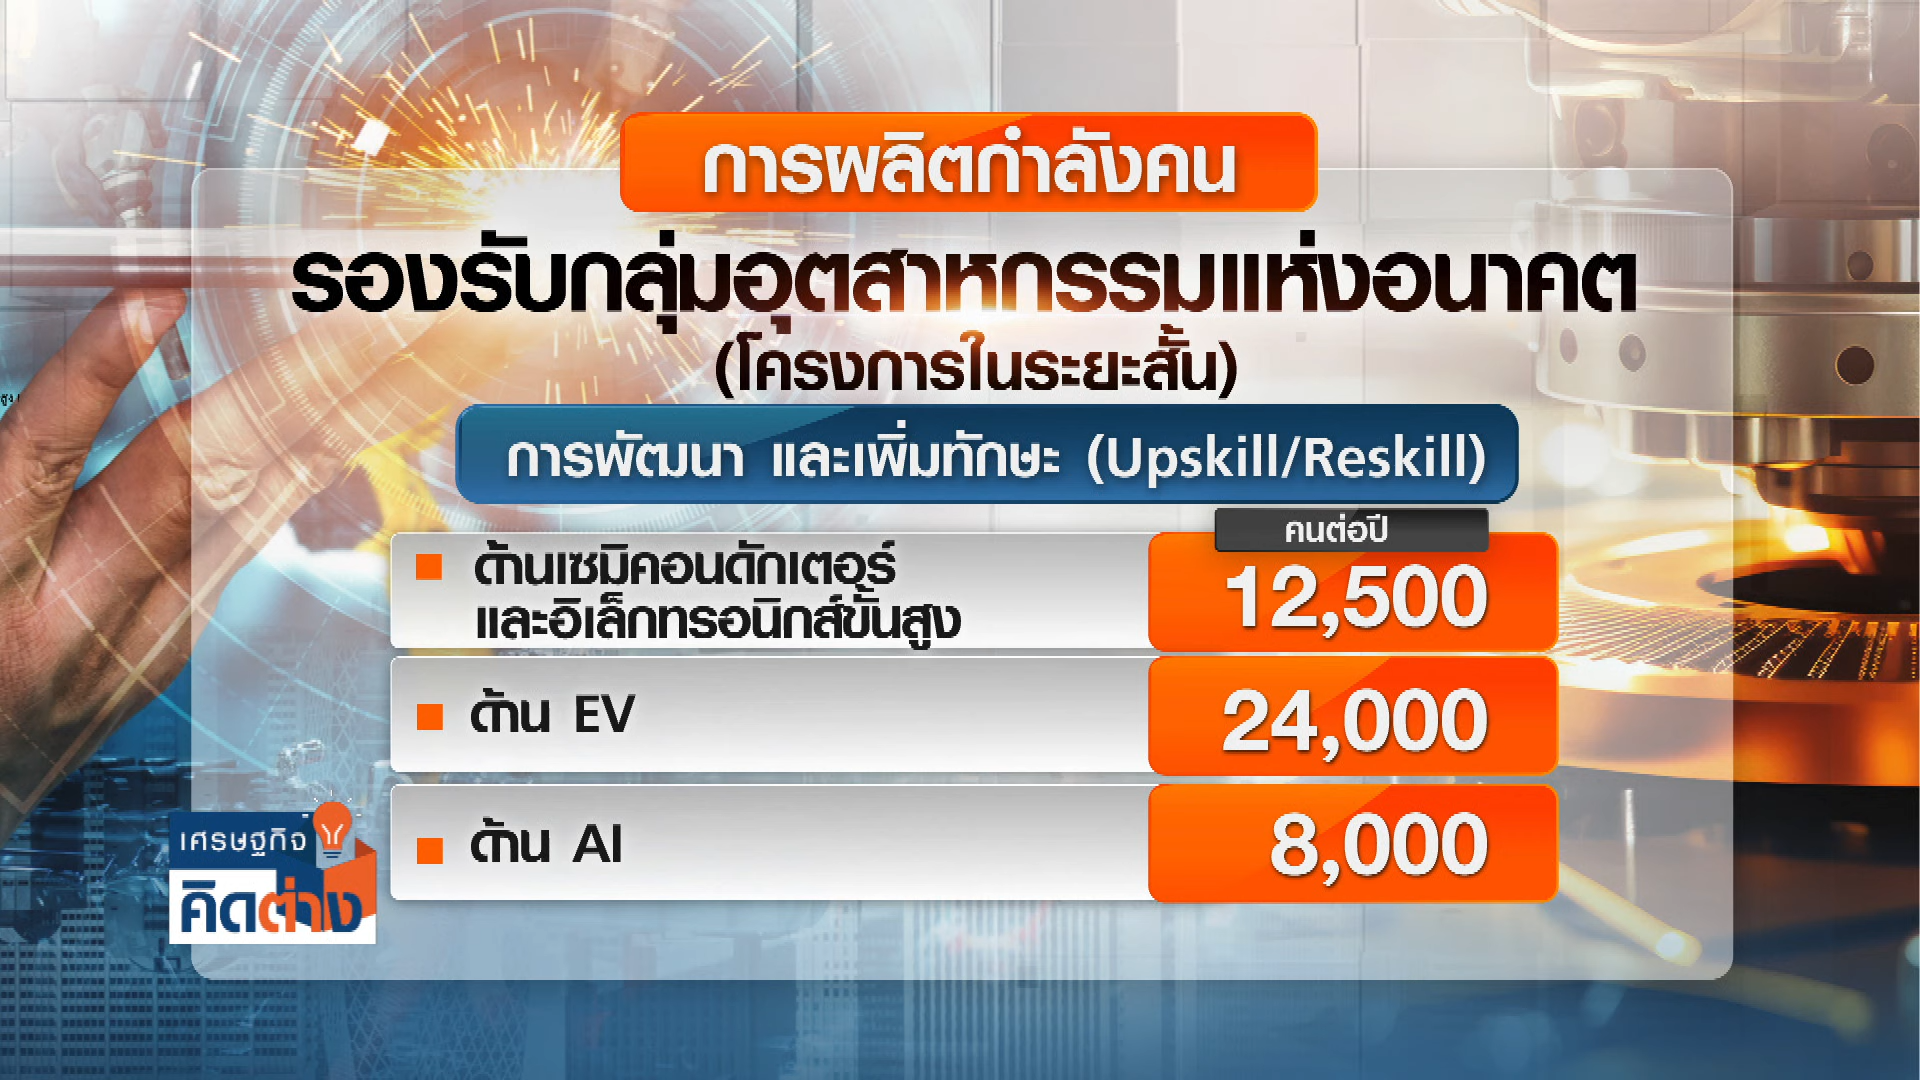 การผลิตกำลังคน
รองรับกลุ่มอุตสาหกรรมแห่งอนาคต
(โครงการในระยะสั้น)
การพัฒนา และเพิ่มทักษะ (Upskill/Reskill)
คนต่อปี
ด้านเซมิคอนดักเตอร์
และอิเล็กทรอนิกส์ขั้นสูง
12,500
ด้าน EV
24,000
ด้าน AI
8,000
เศรษฐกิจ
คิดต่าง